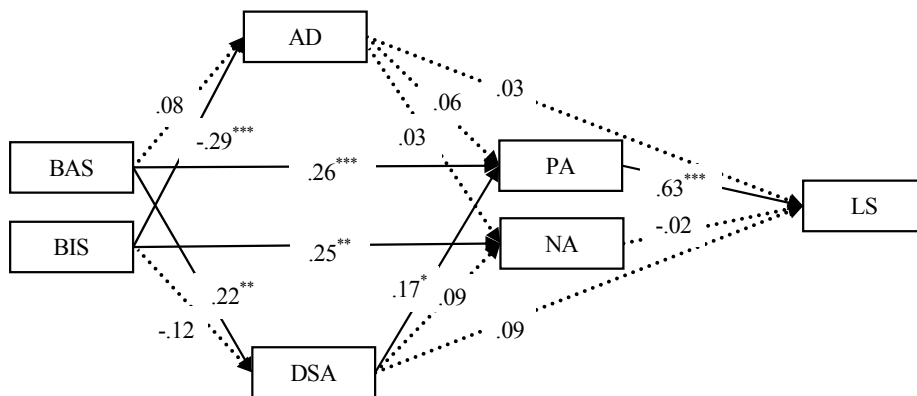 AD
.08
.06
.03
.03
-.29***
BAS
.26***
PA
.63***
LS
BIS
.25**
NA
-.02
.22**
.17*
.09
-.12
.09
DSA